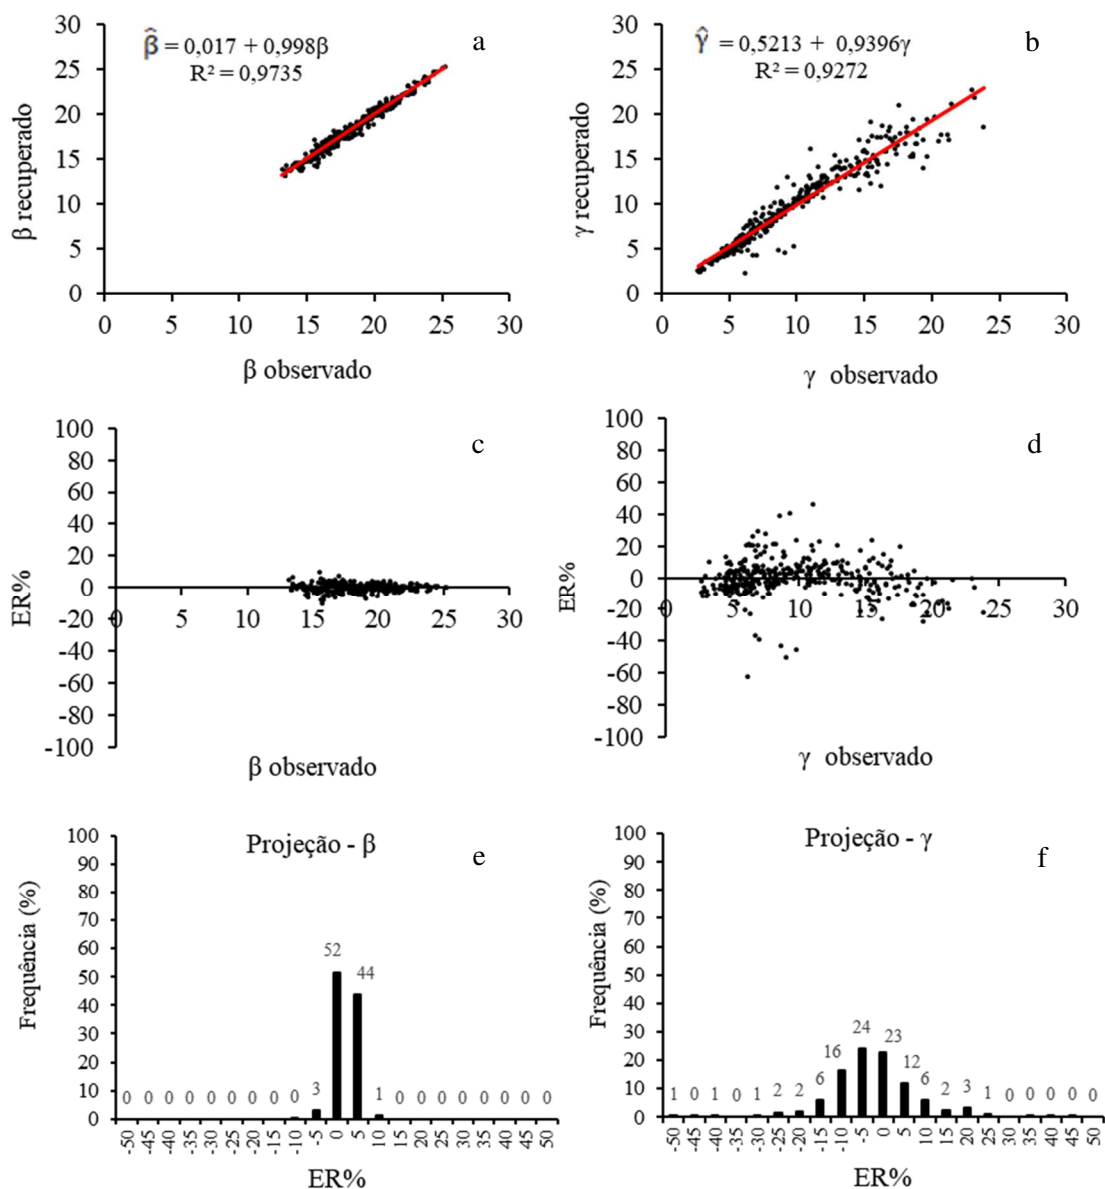 a
β̂ = 0,017 + 0,998β
R² = 0,9735
β recuperado
30
25
20
15
10
5
0
0 5 10 15 20 25 30
β observado
b
γ̂ = 0,5213 + 0,9396γ
R² = 0,9272
γ recuperado
30
25
20
15
10
5
0
0 5 10 15 20 25 30
γ observado
c
ER%
100
80
60
40
20
0
-20
-40
-60
-80
-100
0 5 10 15 20 25 30
β observado
d
ER%
100
80
60
40
20
0
-20
-40
-60
-80
-100
0 5 10 15 20 25 30
γ observado
Projeção - β
e
Frequência (%)
100
90
80
70
60
50
40
30
20
10
0
0 0 0 0 0 0 0 0 0 3 52 44 1 0 0 0 0 0 0 0 0
-50 -45 -40 -35 -30 -25 -20 -15 -10 -5 0 5 10 15 20 25 30 35 40 45 50
ER%
Projeção - γ
f
Frequência (%)
100
90
80
70
60
50
40
30
20
10
0
1 0 1 0 1 2 2 6 16 24 23 12 6 2 3 1 0 0 0 0 0
-50 -45 -40 -35 -30 -25 -20 -15 -10 -5 0 5 10 15 20 25 30 35 40 45 50
ER%